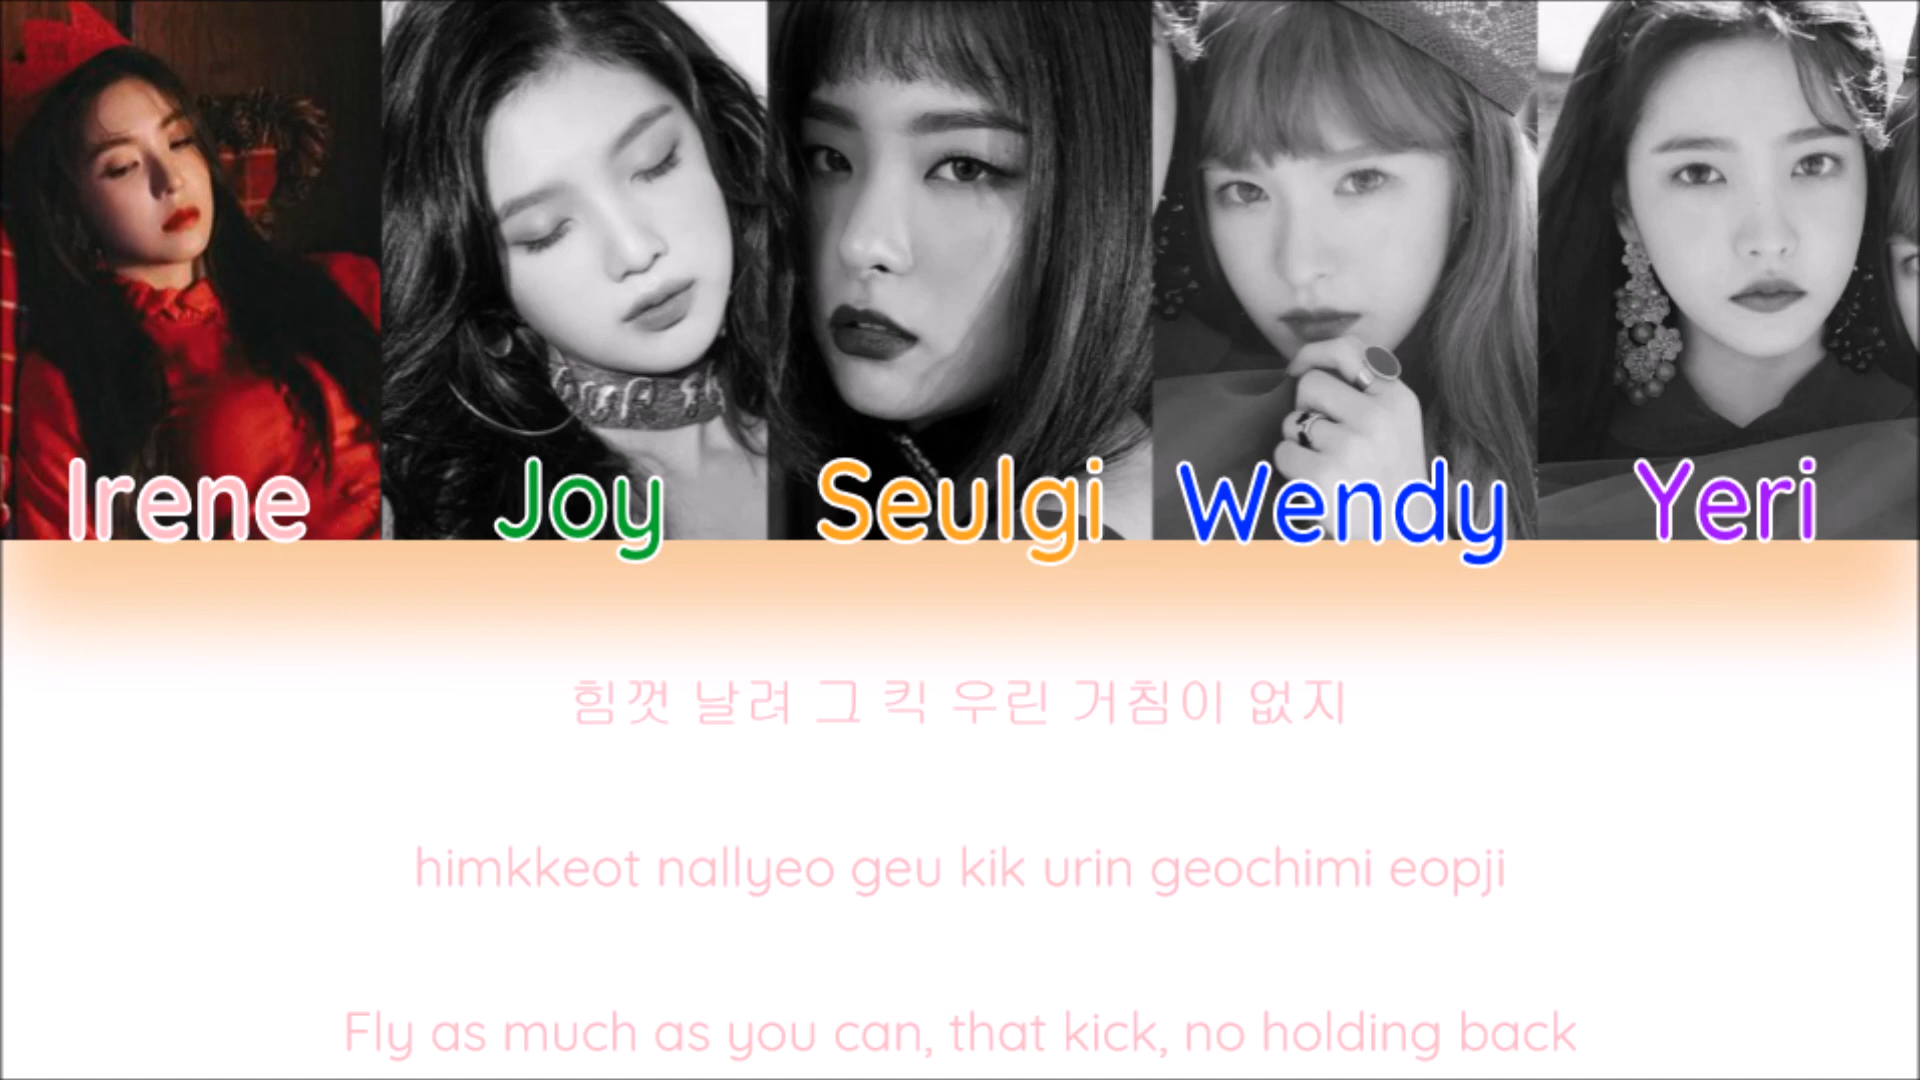 Irene Joy Seulgi Wendy Yeri
힘껏 날려 그 킥 우린 거침이 없지
himkkeot nallyeo geu kik urin geochimi eopji
Fly as much as you can, that kick, no holding back